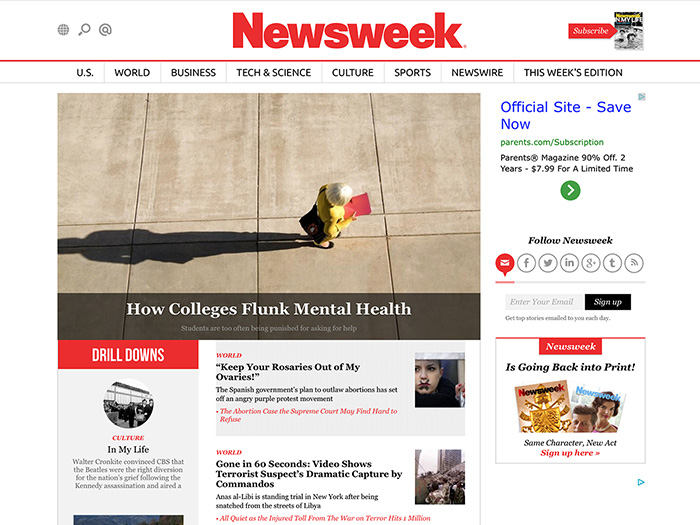 Newsweek
Subscribe
U.S.
WORLD
BUSINESS
TECH & SCIENCE
CULTURE
SPORTS
NEWSWIRE
THIS WEEK'S EDITION
How Colleges Flunk Mental Health
Students are too often being punished for asking for help
DRILL DOWNS
CULTURE
In My Life
Walter Cronkite convinced CBS that
the Beatles were the right diversion
for the nation's grief following the
Kennedy assassination and aired a
WORLD
“Keep Your Rosaries Out of My
Ovaries!”
The Spanish government's plan to outlaw abortions has set
off an angry purple protest movement
• The Abortion Case the Supreme Court May Find Hard to
Refuse
WORLD
Gone in 60 Seconds: Video Shows
Terrorist Suspect's Dramatic Capture by
Commandos
Anas al-Libi is standing trial in New York after being
snatched from the streets of Libya
• All Quiet as the Injured Toll From The War on Terror Hits 1 Million
Official Site - Save
Now
parents.com/Subscription
Parents® Magazine 90% Off. 2
Years - $7.99 For A Limited Time
Follow Newsweek
Enter Your Email
Sign up
Get top stories emailed to you each day.
Newsweek
Is Going Back into Print!
Newsweek
Newsweek
Same Character, New Act
Sign up here »